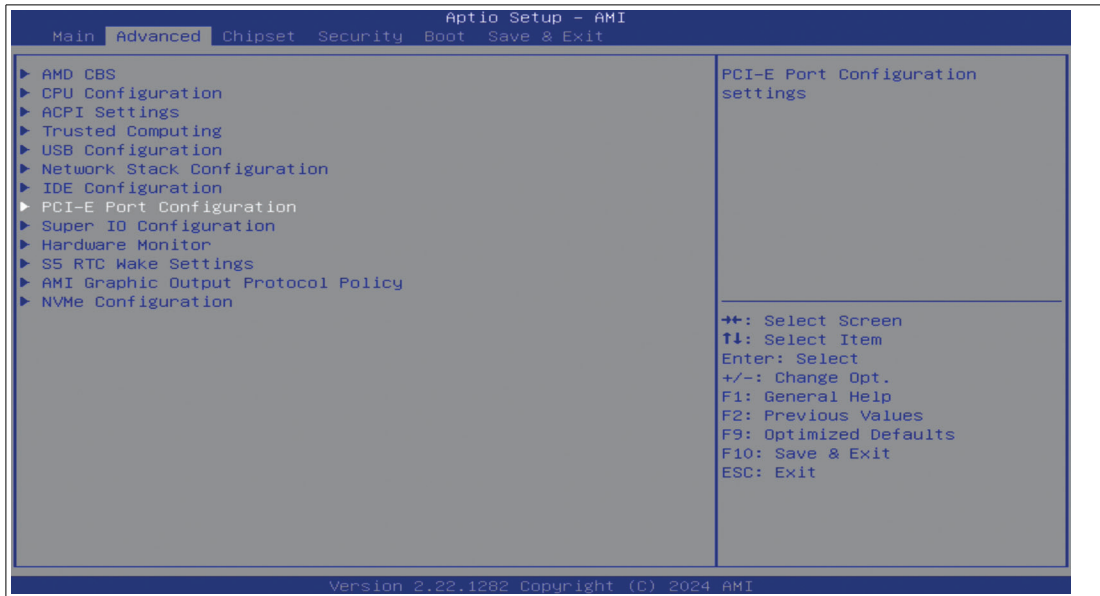 Aptio Setup – AMI
Main Advanced Chipset Security Boot Save & Exit
▶ AMD CBS
▶ CPU Configuration
▶ ACPI Settings
▶ Trusted Computing
▶ USB Configuration
▶ Network Stack Configuration
▶ IDE Configuration
▶ PCI-E Port Configuration
▶ Super IO Configuration
▶ Hardware Monitor
▶ S5 RTC Wake Settings
▶ AMI Graphic Output Protocol Policy
▶ NVMe Configuration
PCI-E Port Configuration
settings
→←: Select Screen
↑↓: Select Item
Enter: Select
+/-: Change Opt.
F1: General Help
F2: Previous Values
F9: Optimized Defaults
F10: Save & Exit
ESC: Exit
Version 2.22.1282 Copyright (C) 2024 AMI